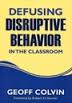 DEFUSING
DISRUPTIVE
BEHAVIOR
IN THE CLASSROOM
GEOFF COLVIN